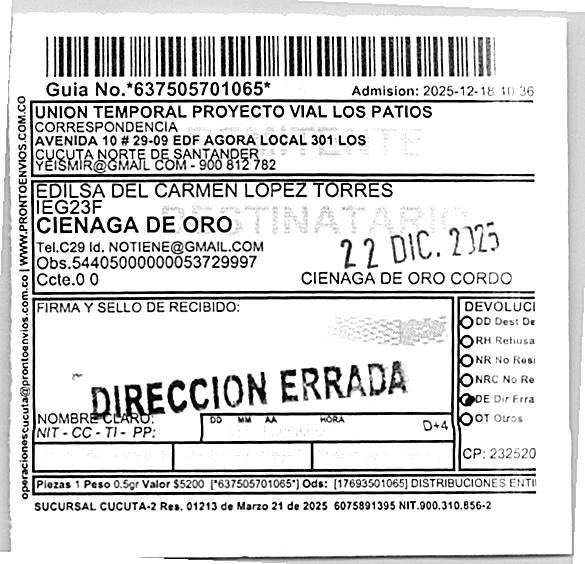 Guia No.*637505701065*
Admision: 2025-12-18 10:36
UNION TEMPORAL PROYECTO VIAL LOS PATIOS
CORRESPONDENCIA
AVENIDA 10 # 29-09 EDF AGORA LOCAL 301 LOS
CUCUTA NORTE DE SANTANDER
YEISMIR@GMAIL COM - 900 812 782
REMITENTE
EDILSA DEL CARMEN LOPEZ TORRES
IEG23F
CIENAGA DE ORO
DESTINATARIO
Tel.C29 Id. NOTIENE@GMAIL.COM
Obs.54405000000053729997
Ccte.0 0
22 DIC. 2025
CIENAGA DE ORO CORDO
FIRMA Y SELLO DE RECIBIDO:
DIRECCION ERRADA
NOMBRE CLARO:
NIT - CC - TI - PP:
DD MM AA HORA
D+4
DEVOLUCI
DD Dest De
RH Rehusa
NR No Resi
NRC No Re
DE Dir Erra
OT Otros
CP: 232520
Piezas 1 Peso 0.5gr Valor $5200 [*637505701065*] Ods: [17693501065] DISTRIBUCIONES ENTI
SUCURSAL CUCUTA-2 Res. 01213 de Marzo 21 de 2025 6075891395 NIT.900.310.856-2
operacionescucuta@prontoenvios.com.co | WWW.PRONTOENVIOS.COM.CO